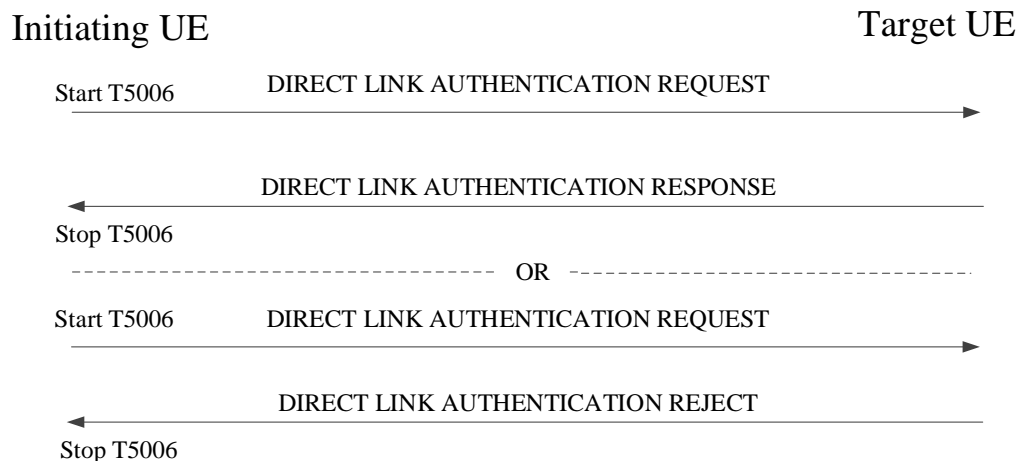 Initiating UE
Target UE
Start T5006
DIRECT LINK AUTHENTICATION REQUEST
DIRECT LINK AUTHENTICATION RESPONSE
Stop T5006
OR
Start T5006
DIRECT LINK AUTHENTICATION REQUEST
DIRECT LINK AUTHENTICATION REJECT
Stop T5006